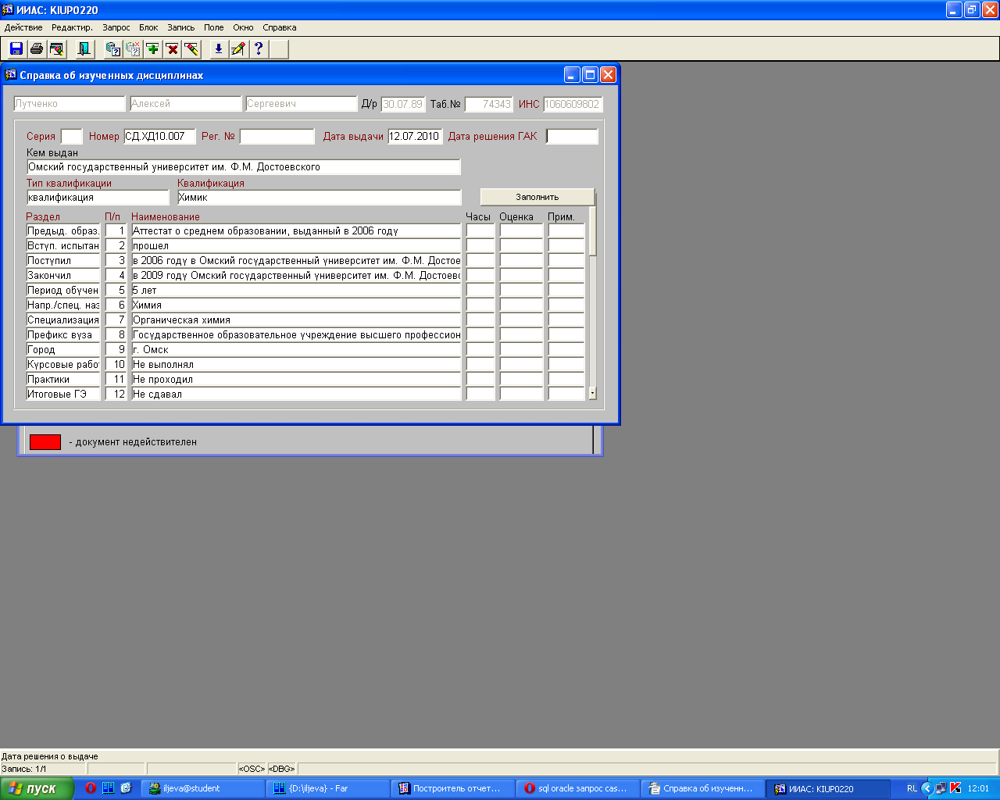 ИИАС: KIUP0220
Действие Редактир. Запрос Блок Запись Поле Окно Справка
Справка об изученных дисциплинах
Лутченко Алексей Сергеевич Д/р 30.07.89 Таб.№ 74343 ИНС 1060609802
Серия Номер СД.ХД10.007 Рег. № Дата выдачи 12.07.2010 Дата решения ГАК
Кем выдан
Омский государственный университет им. Ф.М. Достоевского
Тип квалификации Квалификация
квалификация Химик Заполнить
Раздел П/п Наименование Часы Оценка Прим.
Предыд. образ. 1 Аттестат о среднем образовании, выданный в 2006 году
Вступ. испытан 2 прошел
Поступил 3 в 2006 году в Омский государственный университет им. Ф.М. Достое
Закончил 4 в 2009 году Омский государственный университет им. Ф.М. Достоевс
Период обучен 5 5 лет
Напр./спец. наз 6 Химия
Специализация 7 Органическая химия
Префикс вуза 8 Государственное образовательное учреждение высшего профессион
Город 9 г. Омск
Курсовые рабо 10 Не выполнял
Практики 11 Не проходил
Итоговые ГЭ 12 Не сдавал
- документ недействителен
Дата решения о выдаче
Запись: 1/1 <OSC> <DBG>
пуск iljeva@student {D:\iljeva} - Far Построитель отчет... sql oracle запрос cas... Справка об изученн... ИИАС: KIUP0220 RL 12:01